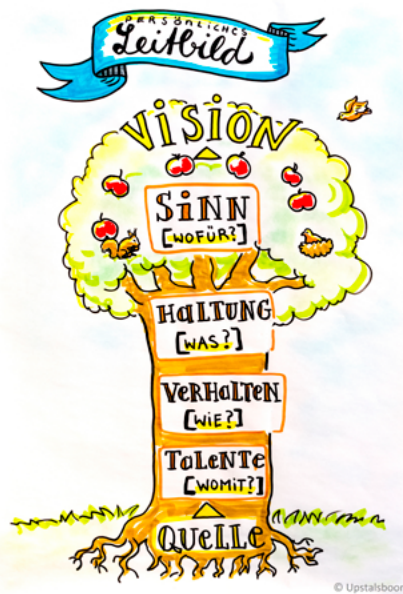 PERSÖNLICHES
Leitbild
ViSiON
SiNN
[WOFÜR?]
HALTUNG
[WAS?]
VERHALTEN
[WiE?]
TALENTE
[WOMiT?]
QUELLE
© Upstalsboom